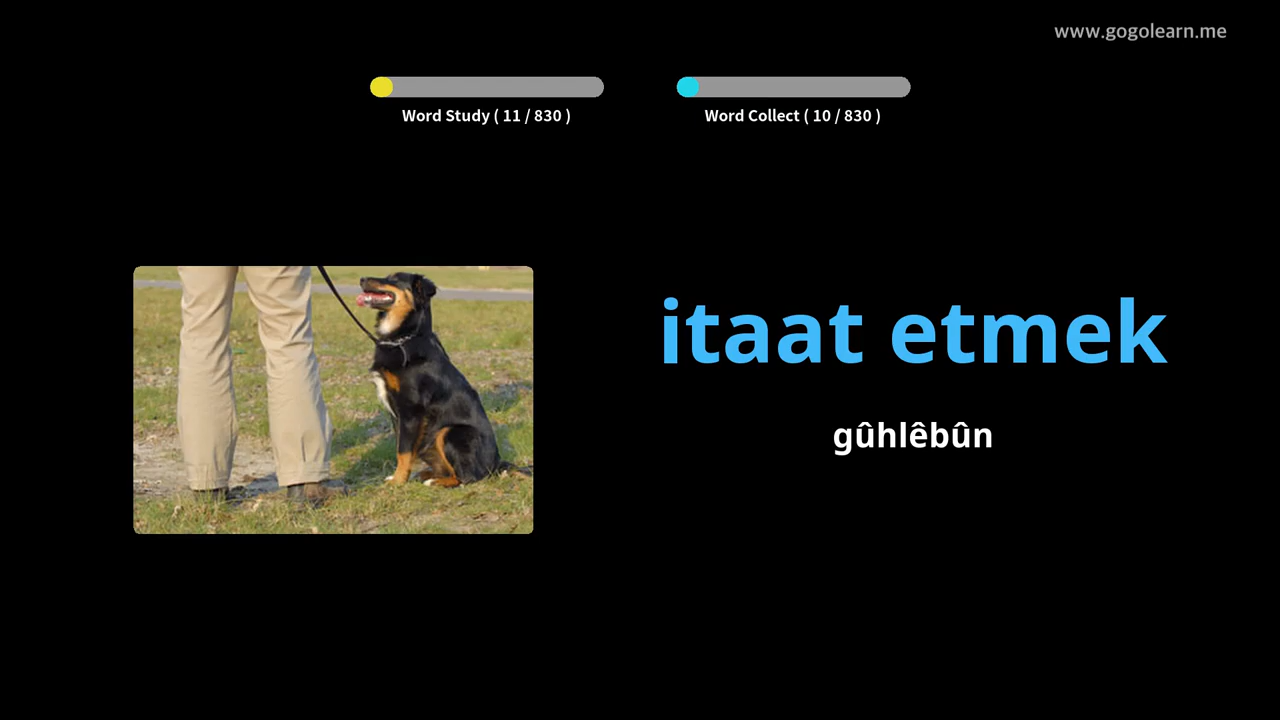 www.gogolearn.me
Word Study ( 11 / 830 )
Word Collect ( 10 / 830 )
itaat etmek
gûhlêbûn